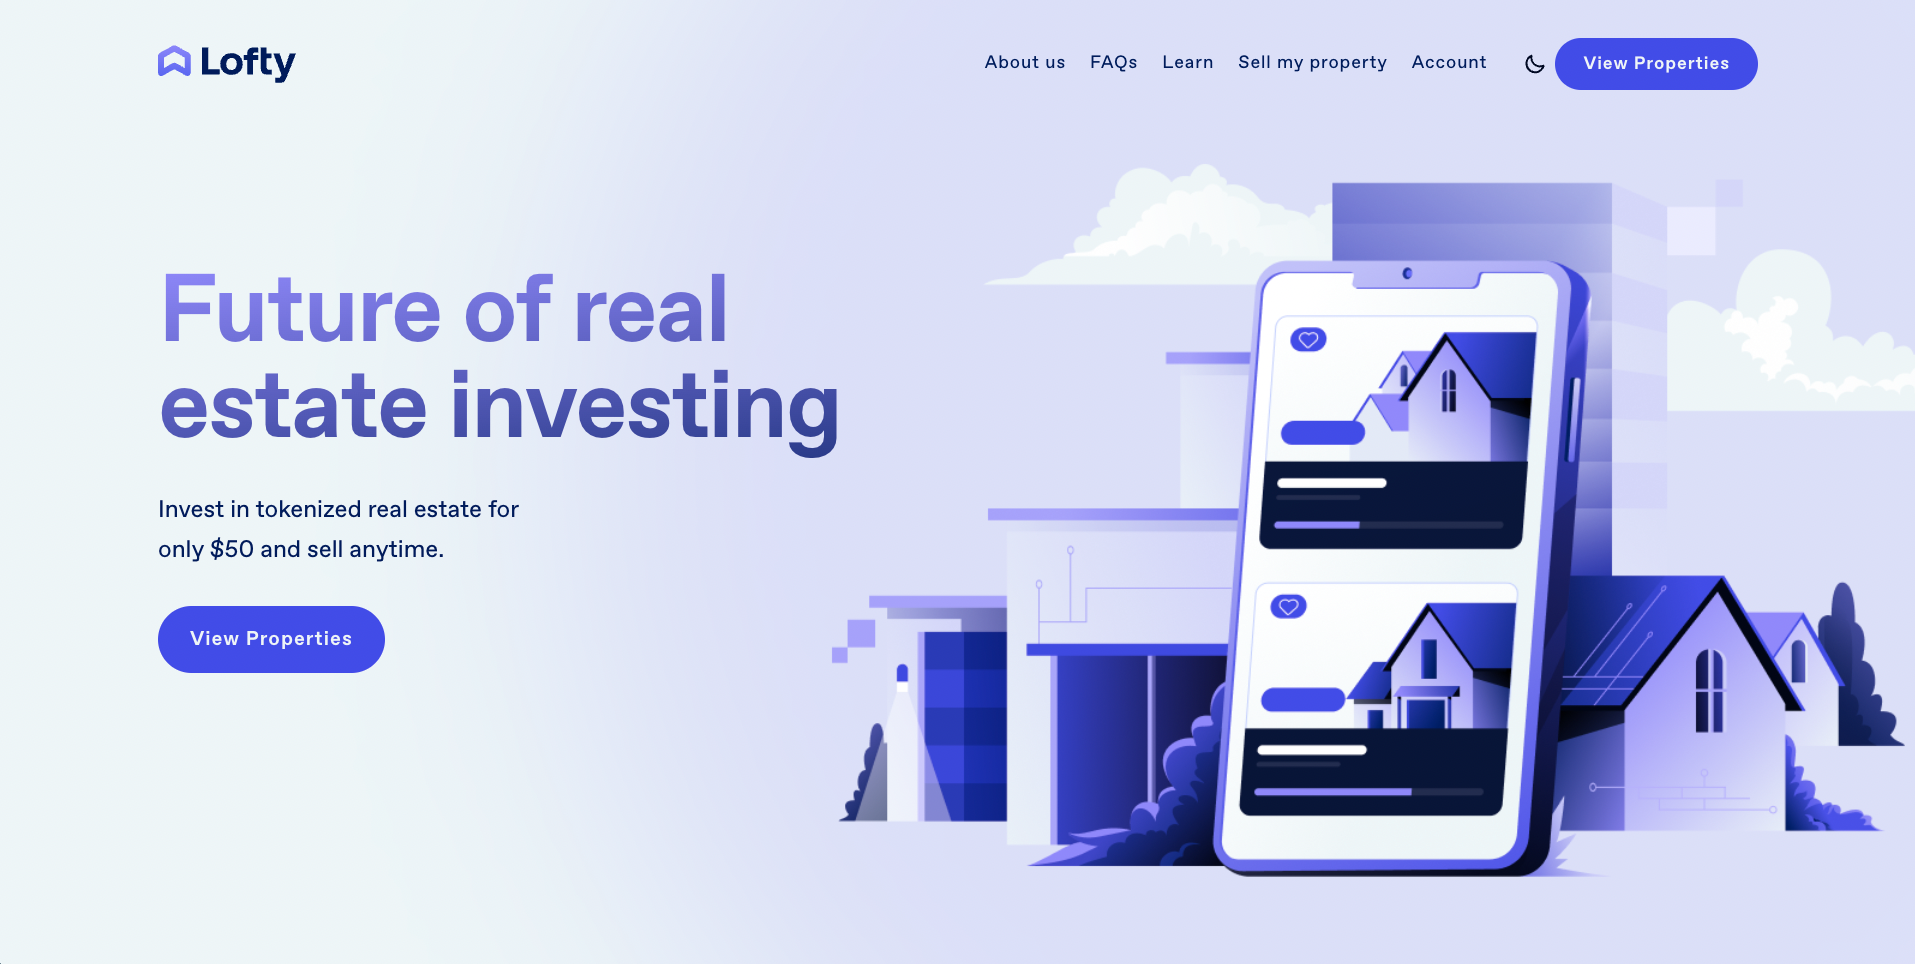 Lofty
About us
FAQs
Learn
Sell my property
Account
View Properties
Future of real
estate investing
Invest in tokenized real estate for
only $50 and sell anytime.
View Properties